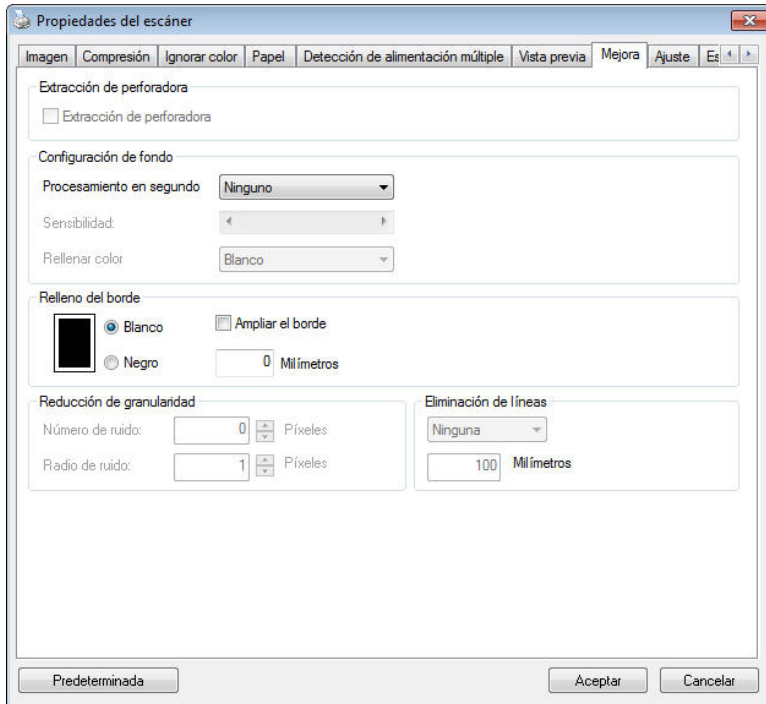 Propiedades del escáner
Imagen Compresión Ignorar color Papel Detección de alimentación múltiple Vista previa Mejora Ajuste Es
Extracción de perforadora
Extracción de perforadora
Configuración de fondo
Procesamiento en segundo Ninguno
Sensibilidad:
Rellenar color Blanco
Relleno del borde
Blanco Ampliar el borde
Negro 0 Milímetros
Reducción de granularidad Eliminación de líneas
Número de ruido: 0 Píxeles Ninguna
Radio de ruido: 1 Píxeles 100 Milímetros
Predeterminada Aceptar Cancelar